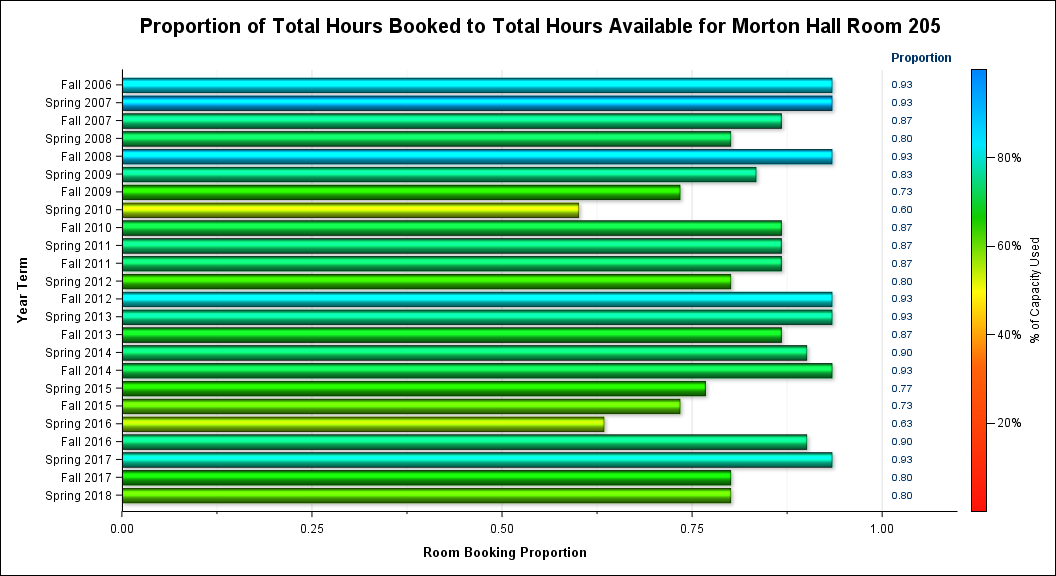 Proportion of Total Hours Booked to Total Hours Available for Morton Hall Room 205
Proportion
Fall 2006 0.93
Spring 2007 0.93
Fall 2007 0.87
Spring 2008 0.80
Fall 2008 0.93
Spring 2009 0.83
Fall 2009 0.73
Spring 2010 0.60
Fall 2010 0.87
Spring 2011 0.87
Fall 2011 0.87
Spring 2012 0.80
Fall 2012 0.93
Spring 2013 0.93
Fall 2013 0.87
Spring 2014 0.90
Fall 2014 0.93
Spring 2015 0.77
Fall 2015 0.73
Spring 2016 0.63
Fall 2016 0.90
Spring 2017 0.93
Fall 2017 0.80
Spring 2018 0.80
Year Term
0.00 0.25 0.50 0.75 1.00
Room Booking Proportion
80%
60%
40%
20%
% of Capacity Used